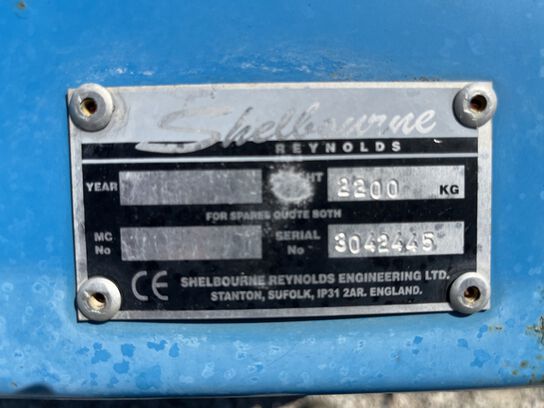 Shelbourne
REYNOLDS
YEAR HT 2200 KG
FOR SPARES QUOTE BOTH
MC No SERIAL No 3042445
CE SHELBOURNE REYNOLDS ENGINEERING LTD.
STANTON, SUFOLK, IP31 2AR. ENGLAND.